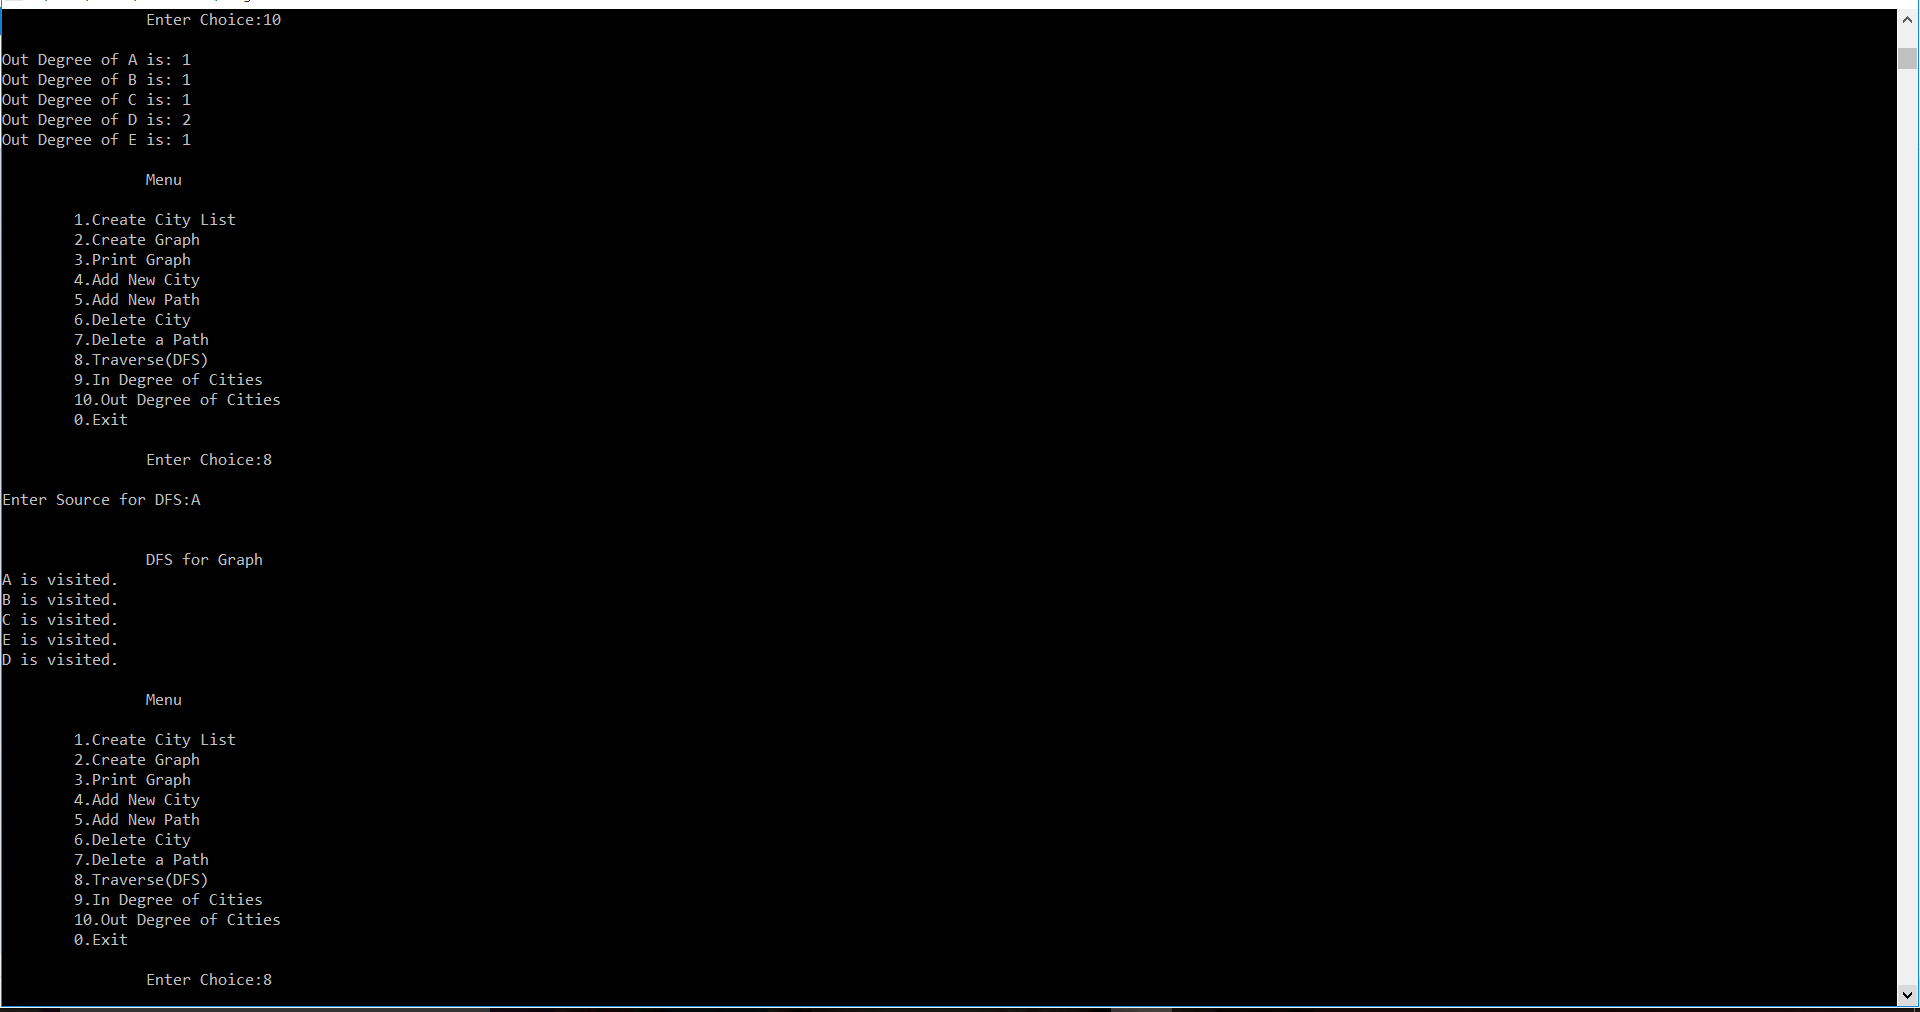 Enter Choice:10
Out Degree of A is: 1
Out Degree of B is: 1
Out Degree of C is: 1
Out Degree of D is: 2
Out Degree of E is: 1
Menu
1.Create City List
2.Create Graph
3.Print Graph
4.Add New City
5.Add New Path
6.Delete City
7.Delete a Path
8.Traverse(DFS)
9.In Degree of Cities
10.Out Degree of Cities
0.Exit
Enter Choice:8
Enter Source for DFS:A
DFS for Graph
A is visited.
B is visited.
C is visited.
E is visited.
D is visited.
Menu
1.Create City List
2.Create Graph
3.Print Graph
4.Add New City
5.Add New Path
6.Delete City
7.Delete a Path
8.Traverse(DFS)
9.In Degree of Cities
10.Out Degree of Cities
0.Exit
Enter Choice:8